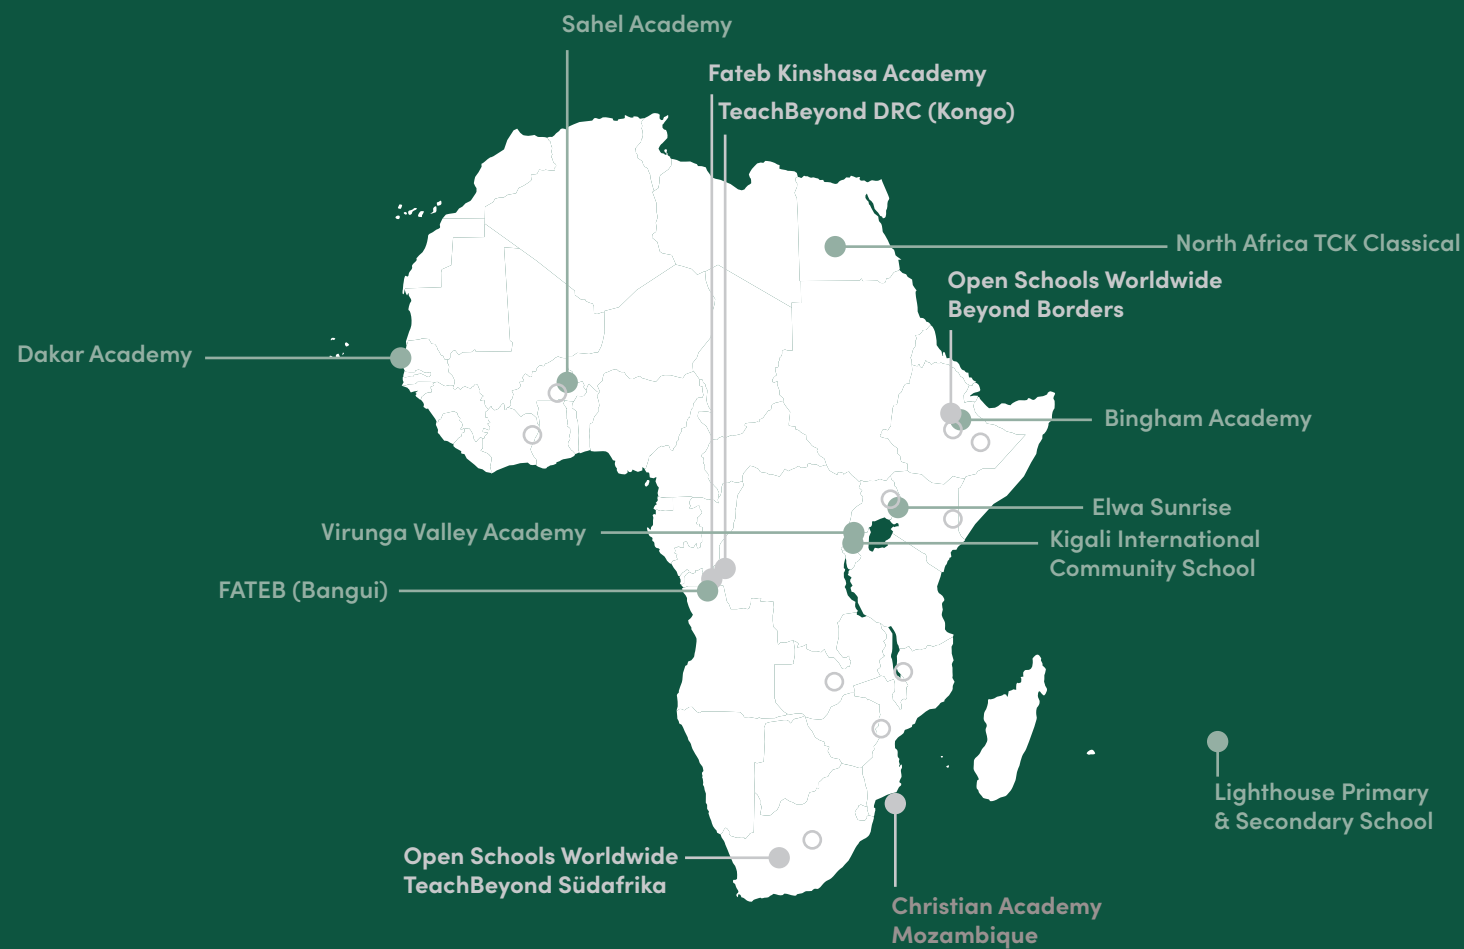 Sahel Academy
Fateb Kinshasa Academy
TeachBeyond DRC (Kongo)
North Africa TCK Classical
Open Schools Worldwide
Beyond Borders
Dakar Academy
Bingham Academy
Elwa Sunrise
Virunga Valley Academy
Kigali International
Community School
FATEB (Bangui)
Lighthouse Primary
& Secondary School
Open Schools Worldwide
TeachBeyond Südafrika
Christian Academy
Mozambique